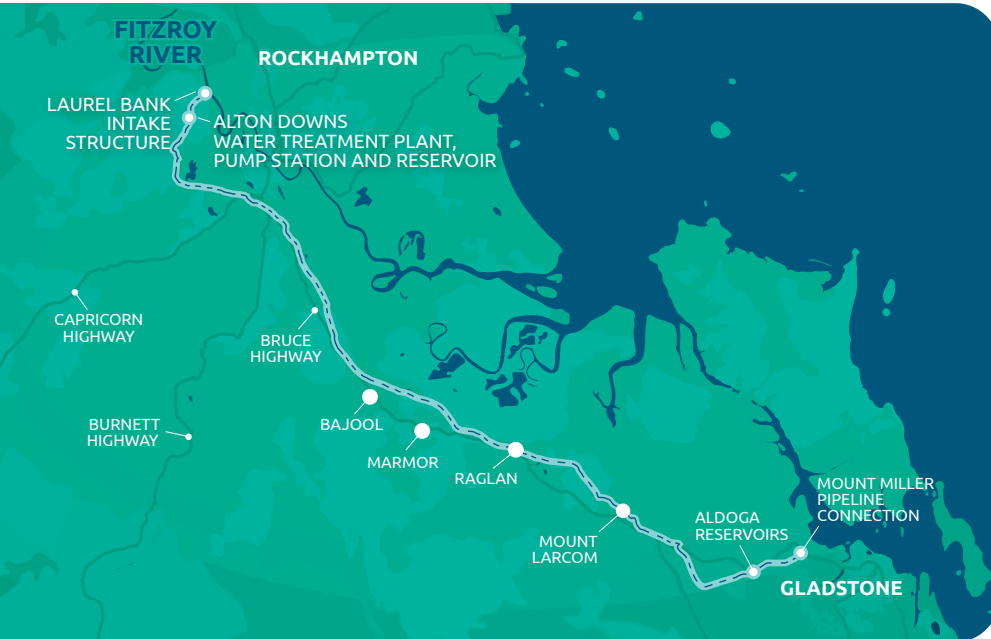 FITZROY
RIVER
ROCKHAMPTON
LAUREL BANK
INTAKE
STRUCTURE
ALTON DOWNS
WATER TREATMENT PLANT,
PUMP STATION AND RESERVOIR
CAPRICORN
HIGHWAY
BRUCE
HIGHWAY
BURNETT
HIGHWAY
BAJOOL
MARMOR
RAGLAN
MOUNT
LARCOM
ALDOGA
RESERVOIRS
MOUNT MILLER
PIPELINE
CONNECTION
GLADSTONE